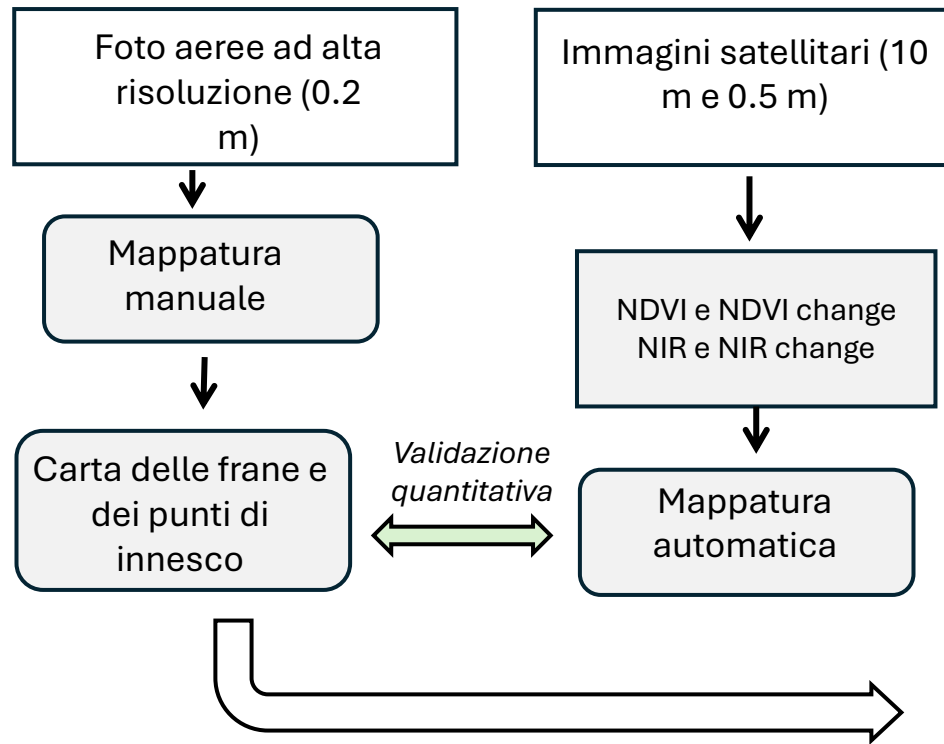 Foto aeree ad alta
risoluzione (0.2
m)
Immagini satellitari (10
m e 0.5 m)
Mappatura
manuale
NDVI e NDVI change
NIR e NIR change
Carta delle frane e
dei punti di
innesco
Validazione
quantitativa
Mappatura
automatica